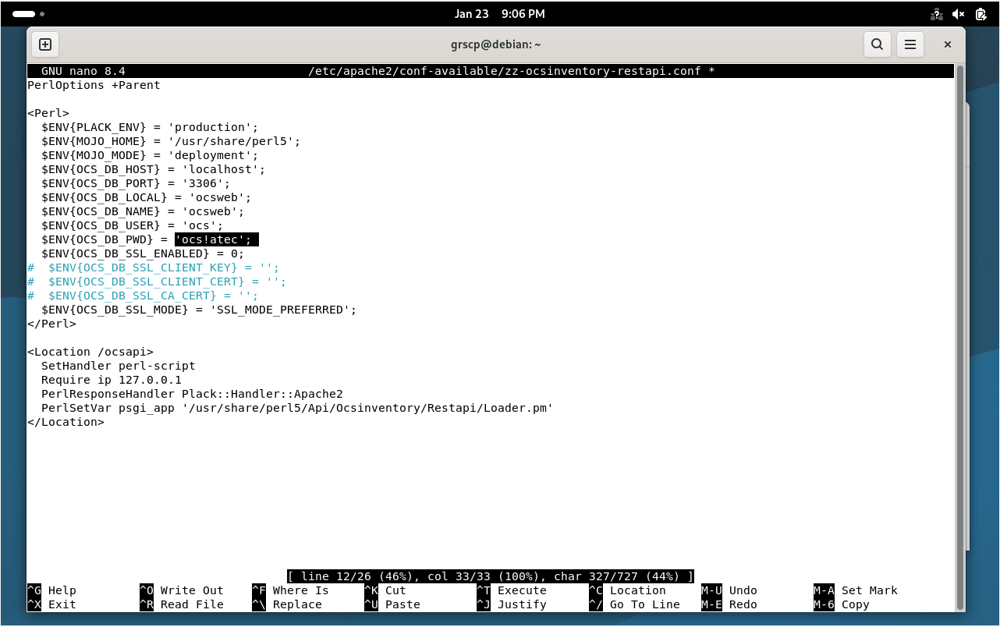 Jan 23 9:06 PM
grscp@debian: ~
GNU nano 8.4 /etc/apache2/conf-available/zz-ocsinventory-restapi.conf *
PerlOptions +Parent
<Perl>
$ENV{PLACK_ENV} = 'production';
$ENV{MOJO_HOME} = '/usr/share/perl5';
$ENV{MOJO_MODE} = 'deployment';
$ENV{OCS_DB_HOST} = 'localhost';
$ENV{OCS_DB_PORT} = '3306';
$ENV{OCS_DB_LOCAL} = 'ocsweb';
$ENV{OCS_DB_NAME} = 'ocsweb';
$ENV{OCS_DB_USER} = 'ocs';
$ENV{OCS_DB_PWD} = 'ocs!atec';
$ENV{OCS_DB_SSL_ENABLED} = 0;
#  $ENV{OCS_DB_SSL_CLIENT_KEY} = '';
#  $ENV{OCS_DB_SSL_CLIENT_CERT} = '';
#  $ENV{OCS_DB_SSL_CA_CERT} = '';
$ENV{OCS_DB_SSL_MODE} = 'SSL_MODE_PREFERRED';
</Perl>
<Location /ocsapi>
SetHandler perl-script
Require ip 127.0.0.1
PerlResponseHandler Plack::Handler::Apache2
PerlSetVar psgi_app '/usr/share/perl5/Api/Ocsinventory/Restapi/Loader.pm'
</Location>
[ line 12/26 (46%), col 33/33 (100%), char 327/727 (44%) ]
^G Help ^O Write Out ^F Where Is ^K Cut ^T Execute ^C Location M-U Undo M-A Set Mark
^X Exit ^R Read File ^\ Replace ^U Paste ^J Justify ^/ Go To Line M-E Redo M-6 Copy